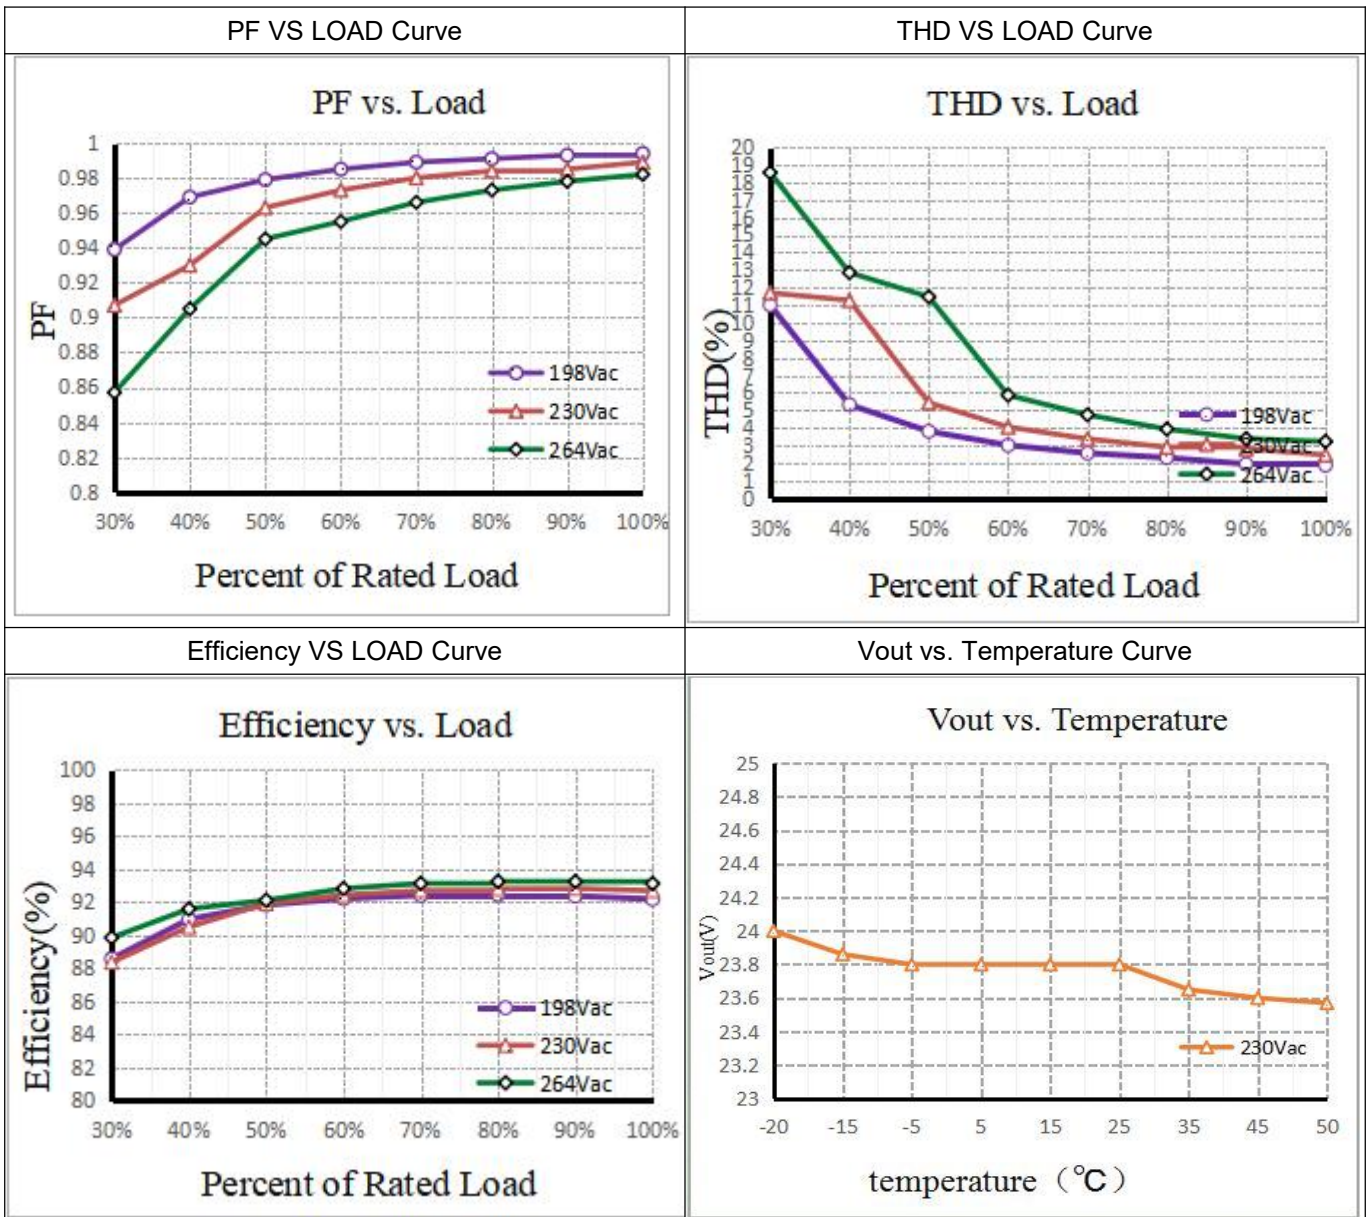 PF VS LOAD Curve
THD VS LOAD Curve
PF vs. Load
1
0.98
0.96
0.94
0.92
0.9
0.88
0.86
0.84
0.82
0.8
PF
198Vac
230Vac
264Vac
30% 40% 50% 60% 70% 80% 90% 100%
Percent of Rated Load
THD vs. Load
20
19
18
17
16
15
14
13
12
11
10
9
8
7
6
5
4
3
2
1
0
THD(%)
198Vac
230Vac
264Vac
30% 40% 50% 60% 70% 80% 90% 100%
Percent of Rated Load
Efficiency VS LOAD Curve
Vout vs. Temperature Curve
Efficiency vs. Load
100
98
96
94
92
90
88
86
84
82
80
Efficiency(%)
198Vac
230Vac
264Vac
30% 40% 50% 60% 70% 80% 90% 100%
Percent of Rated Load
Vout vs. Temperature
25
24.8
24.6
24.4
24.2
24
23.8
23.6
23.4
23.2
23
Vout(V)
230Vac
-20 -15 -5 5 15 25 35 45 50
temperature（℃）